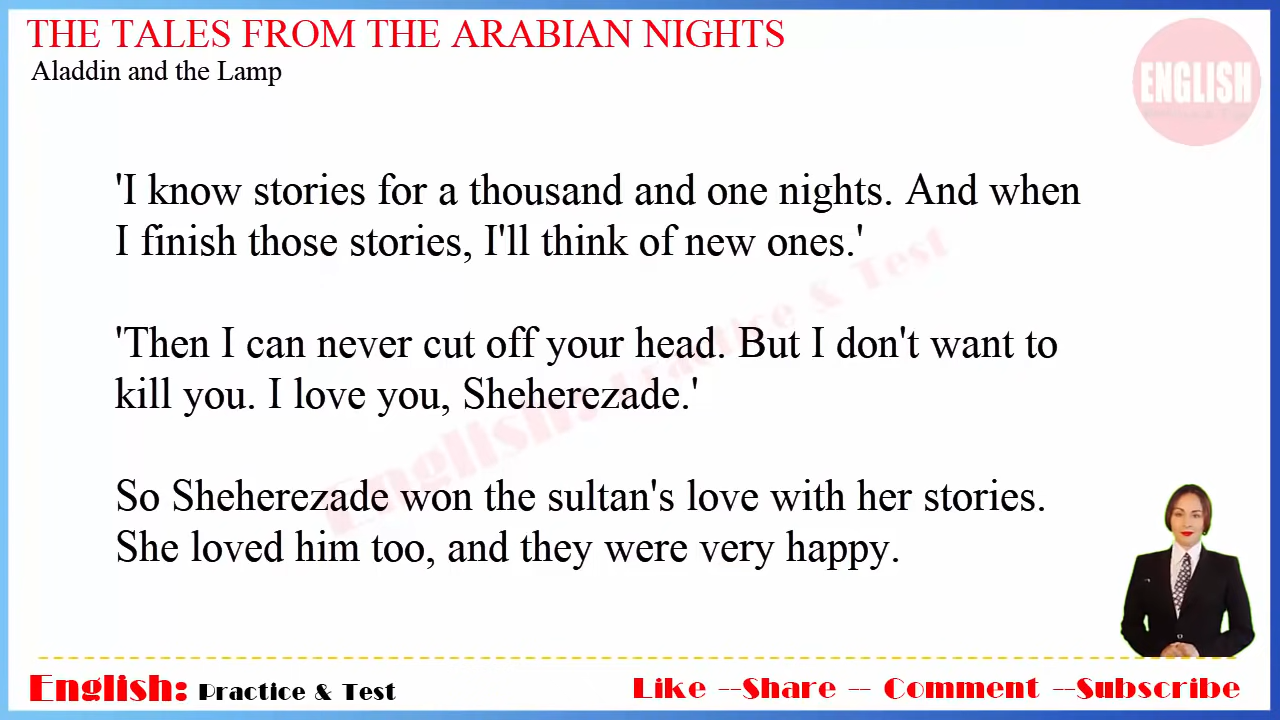 THE TALES FROM THE ARABIAN NIGHTS
Aladdin and the Lamp
ENGLISH
'I know stories for a thousand and one nights. And when
I finish those stories, I'll think of new ones.'
'Then I can never cut off your head. But I don't want to
kill you. I love you, Sheherezade.'
So Sheherezade won the sultan's love with her stories.
She loved him too, and they were very happy.
English: Practice & Test
English: Practice & Test
Like --Share -- Comment --Subscribe